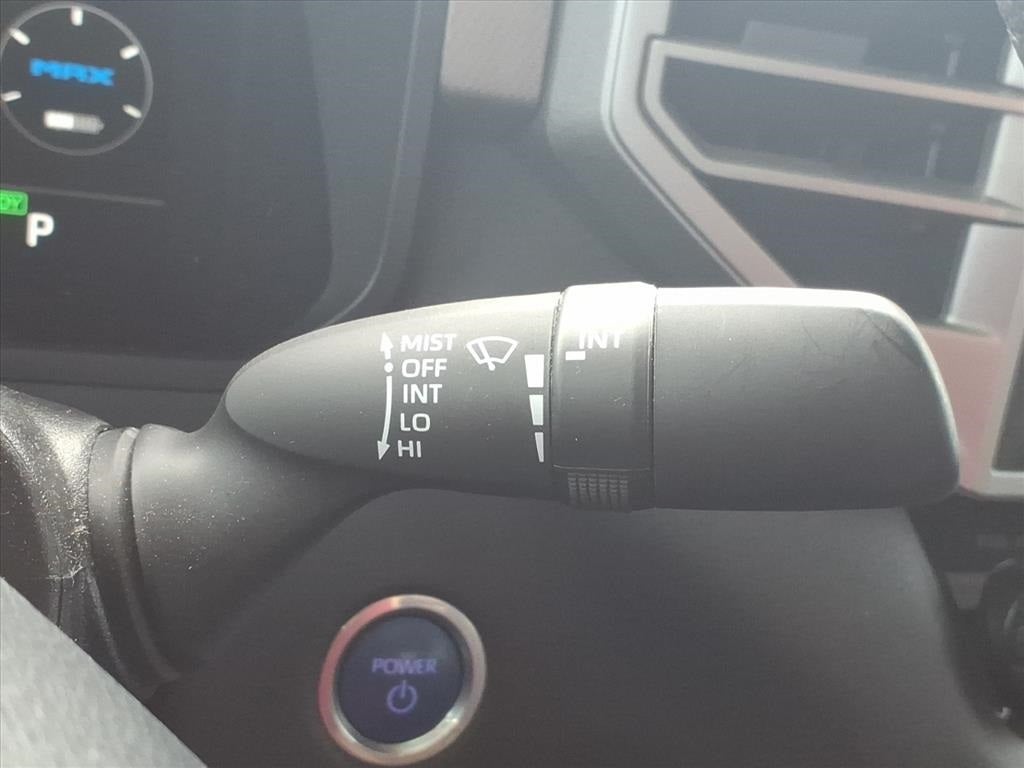 MAX
P
MIST
OFF
INT
LO
HI
INT
POWER